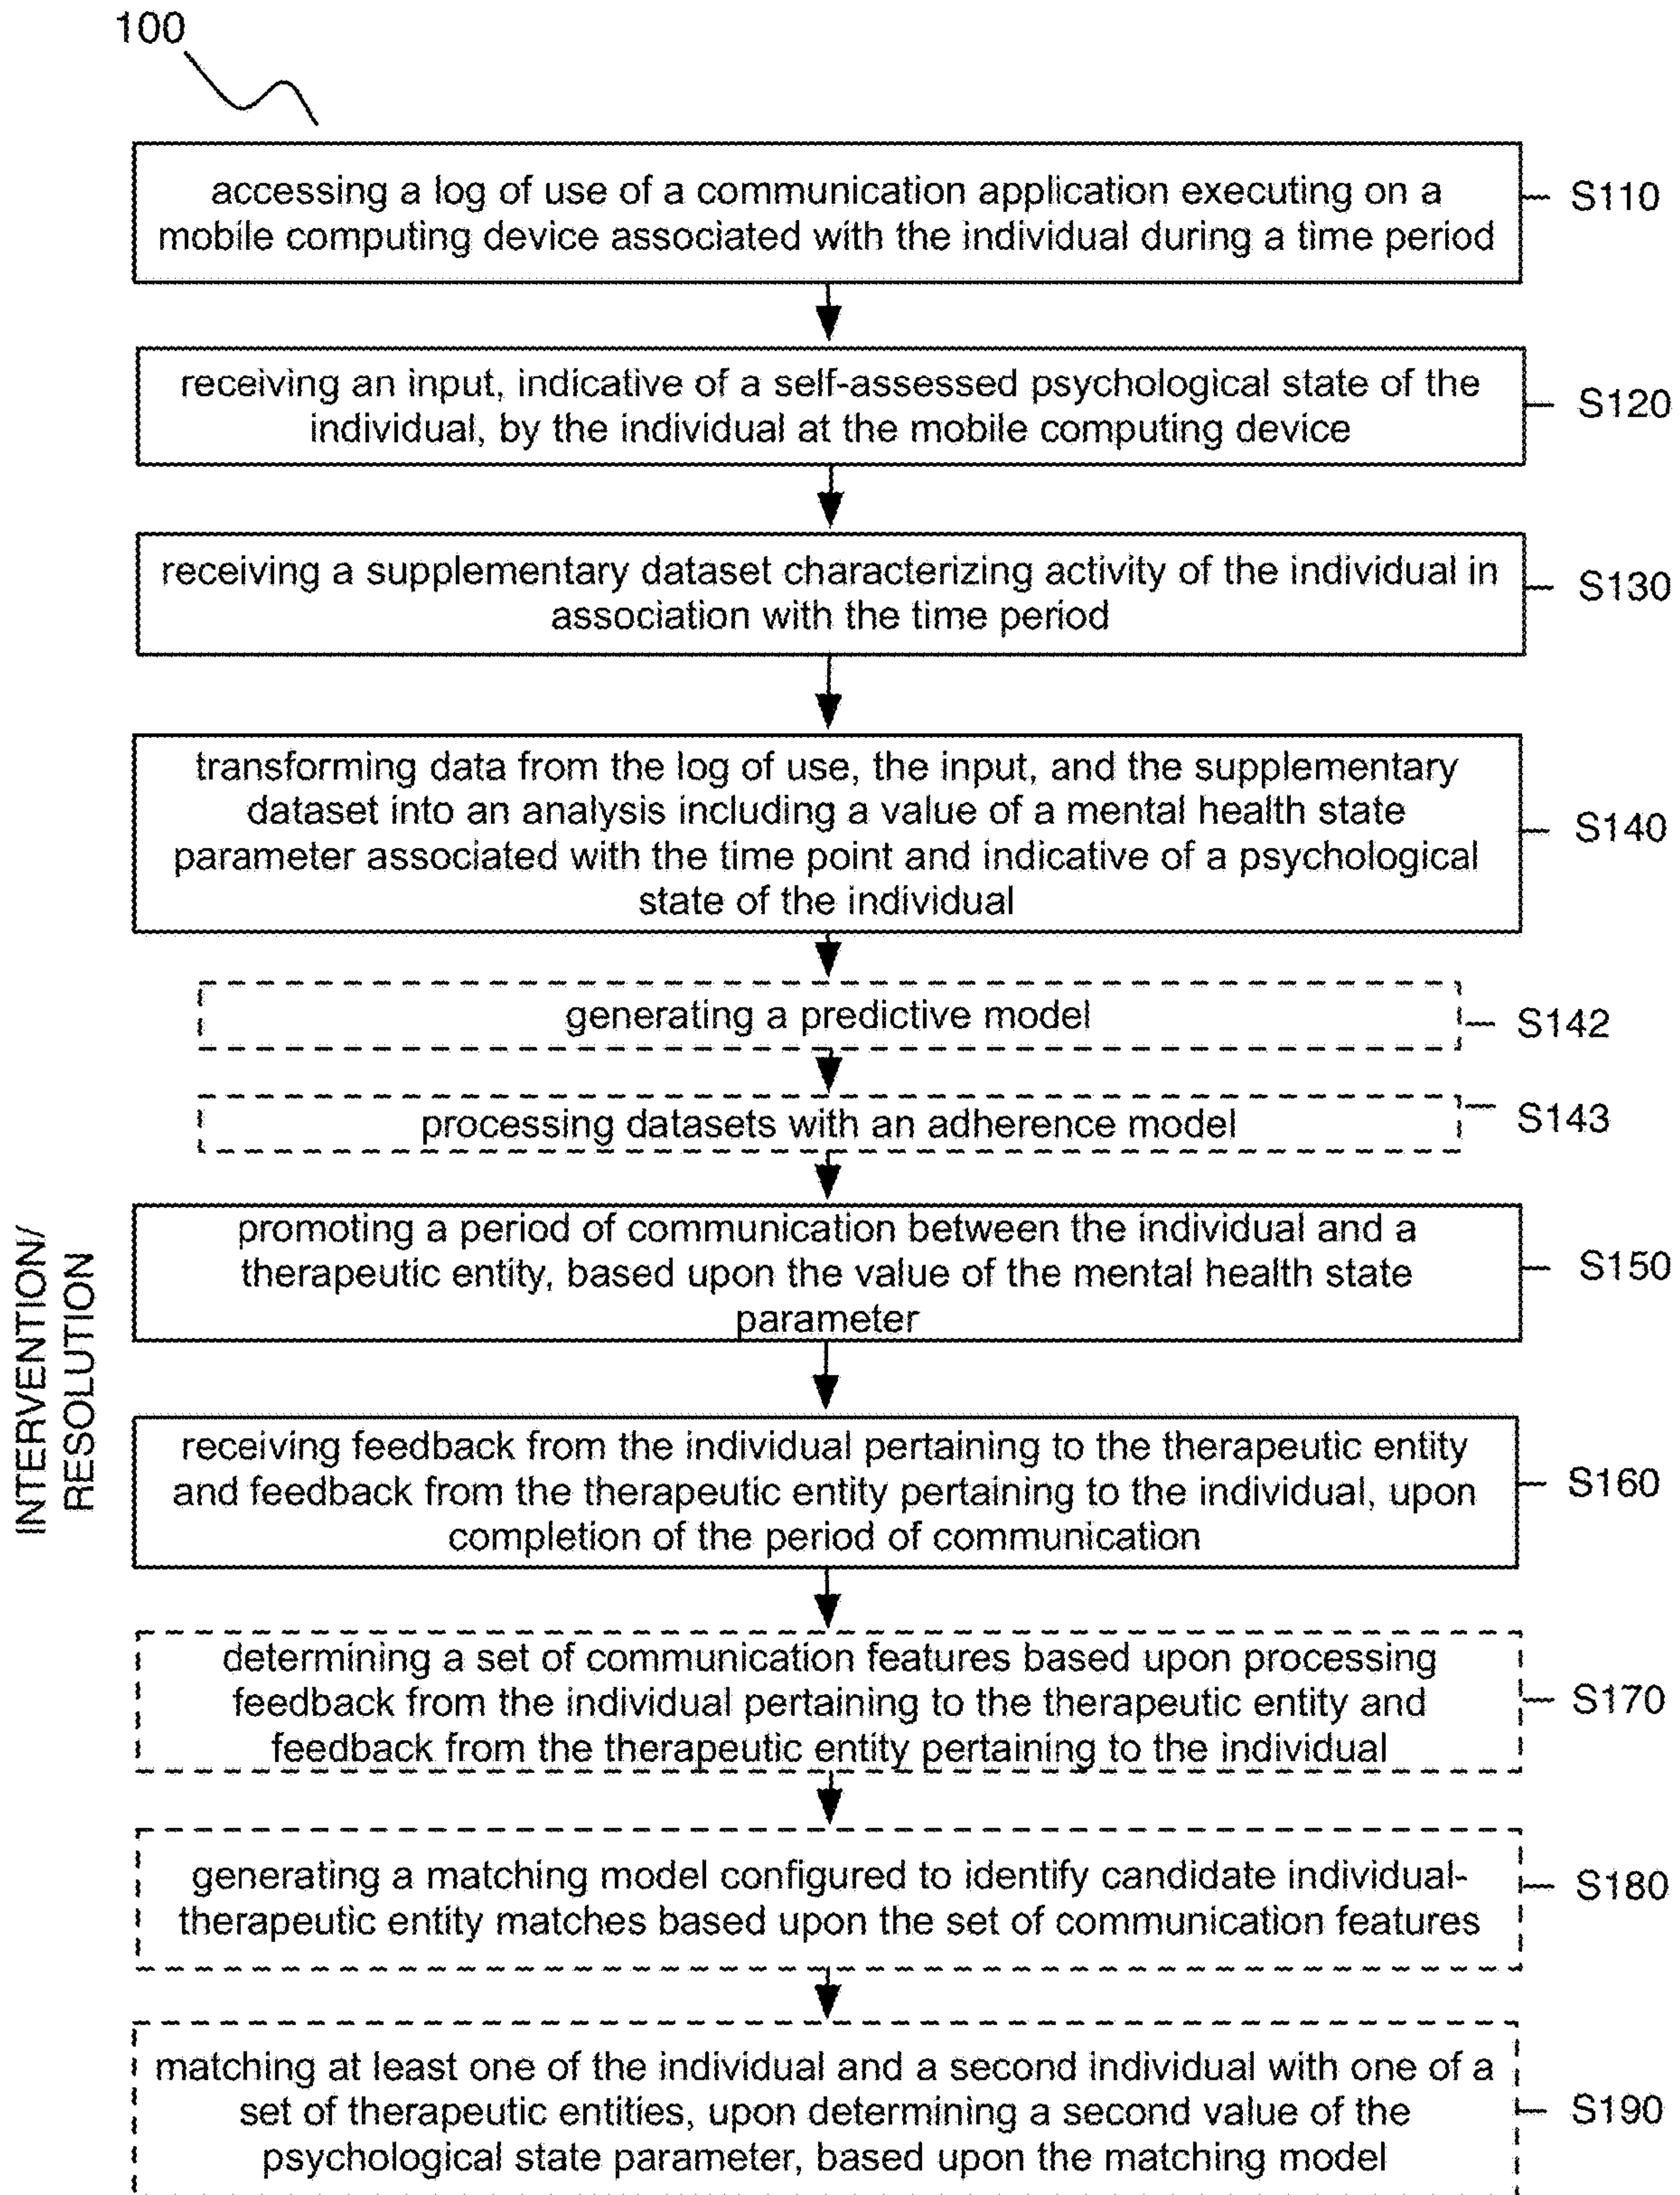 100
accessing a log of use of a communication application executing on a
mobile computing device associated with the individual during a time period
S110
receiving an input, indicative of a self-assessed psychological state of the
individual, by the individual at the mobile computing device
S120
receiving a supplementary dataset characterizing activity of the individual in
association with the time period
S130
transforming data from the log of use, the input, and the supplementary
dataset into an analysis including a value of a mental health state
parameter associated with the time point and indicative of a psychological
state of the individual
S140
generating a predictive model
S142
processing datasets with an adherence model
S143
INTERVENTION/
RESOLUTION
promoting a period of communication between the individual and a
therapeutic entity, based upon the value of the mental health state
parameter
S150
receiving feedback from the individual pertaining to the therapeutic entity
and feedback from the therapeutic entity pertaining to the individual, upon
completion of the period of communication
S160
determining a set of communication features based upon processing
feedback from the individual pertaining to the therapeutic entity and
feedback from the therapeutic entity pertaining to the individual
S170
generating a matching model configured to identify candidate individual-
therapeutic entity matches based upon the set of communication features
S180
matching at least one of the individual and a second individual with one of a
set of therapeutic entities, upon determining a second value of the
psychological state parameter, based upon the matching model
S190